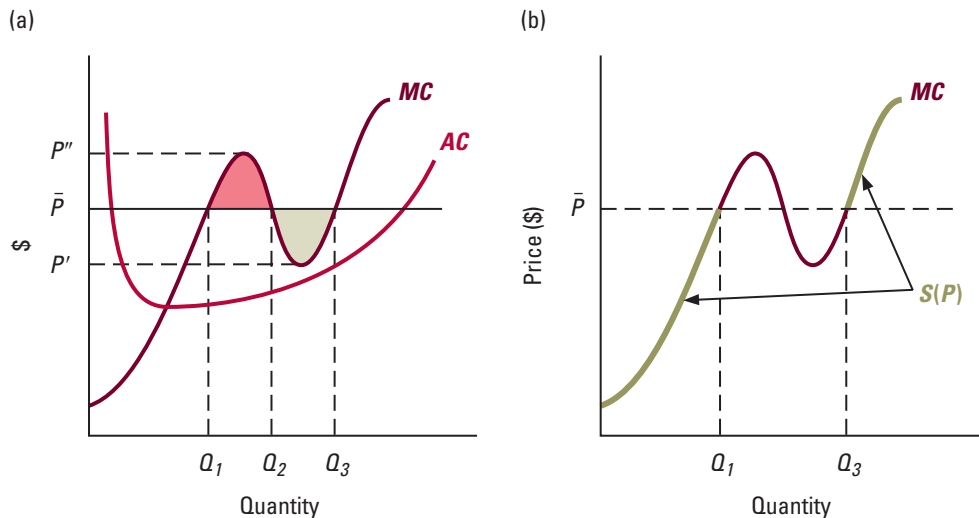 (a)
MC
AC
P″
P̄
$
P′
Q1
Q2
Q3
Quantity
(b)
MC
P̄
Price ($)
S(P)
Q1
Q3
Quantity